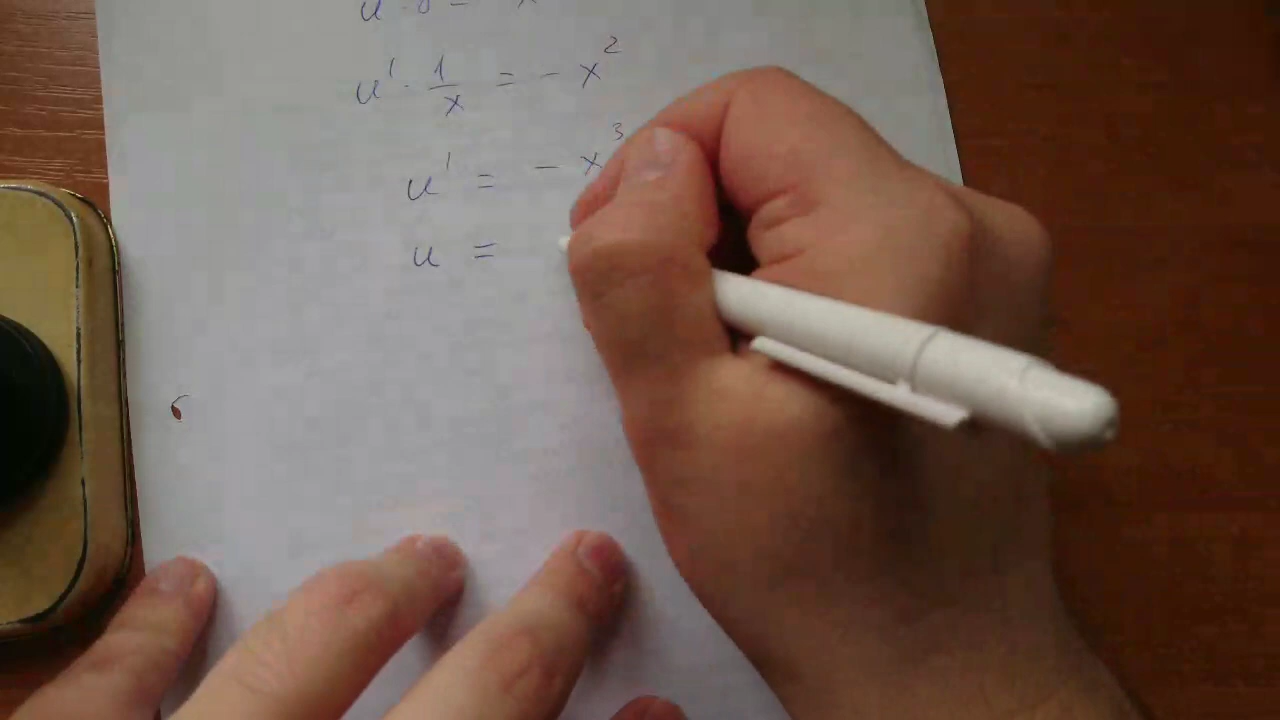 u' · 1/x = - x²
u' = - x³
u =